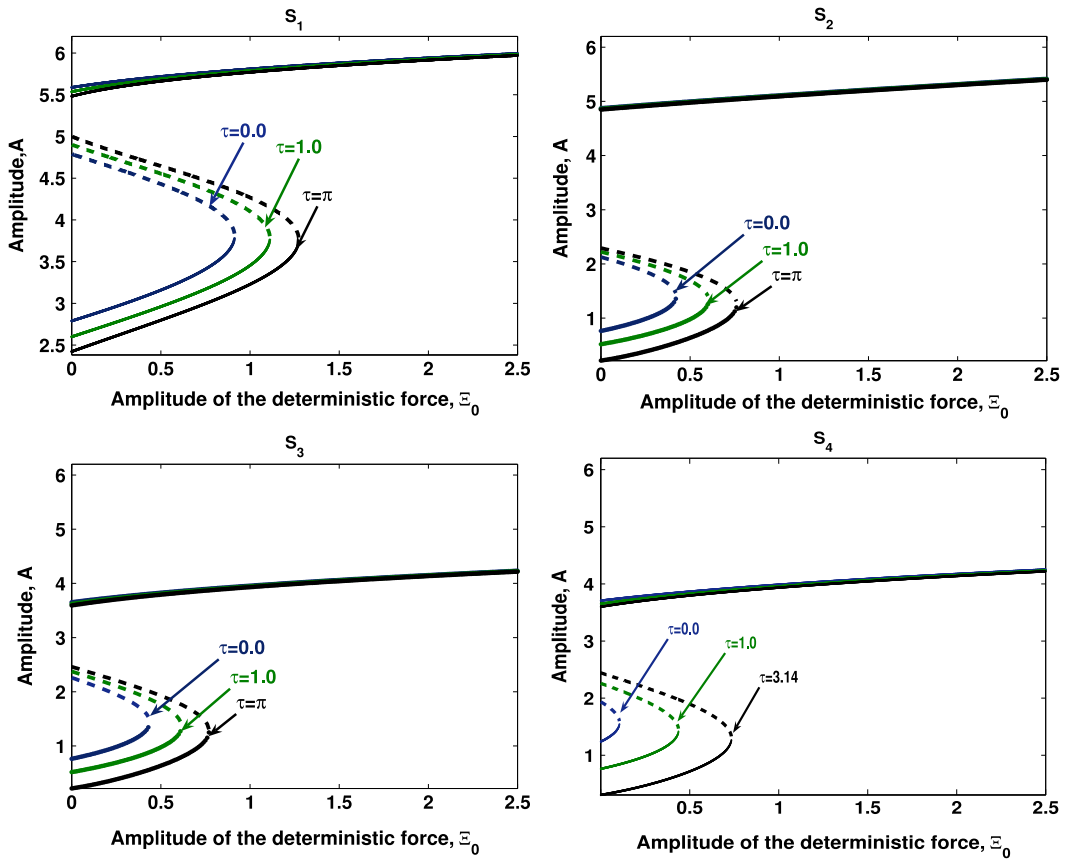 S1
6
5.5
5
4.5
4
3.5
3
2.5
Amplitude,A
τ=0.0
τ=1.0
τ=π
0 0.5 1 1.5 2 2.5
Amplitude of the deterministic force, Ξ0
S2
6
5
4
3
2
1
Amplitude, A
τ=0.0
τ=1.0
τ=π
0 0.5 1 1.5 2 2.5
Amplitude of the deterministic force, Ξ0
S3
6
5
4
3
2
1
Amplitude, A
τ=0.0
τ=1.0
τ=π
0 0.5 1 1.5 2 2.5
Amplitude of the deterministic force, Ξ0
S4
6
5
4
3
2
1
Amplitude, A
τ=0.0
τ=1.0
τ=3.14
0.5 1 1.5 2 2.5
Amplitude of the deterministic force, Ξ0